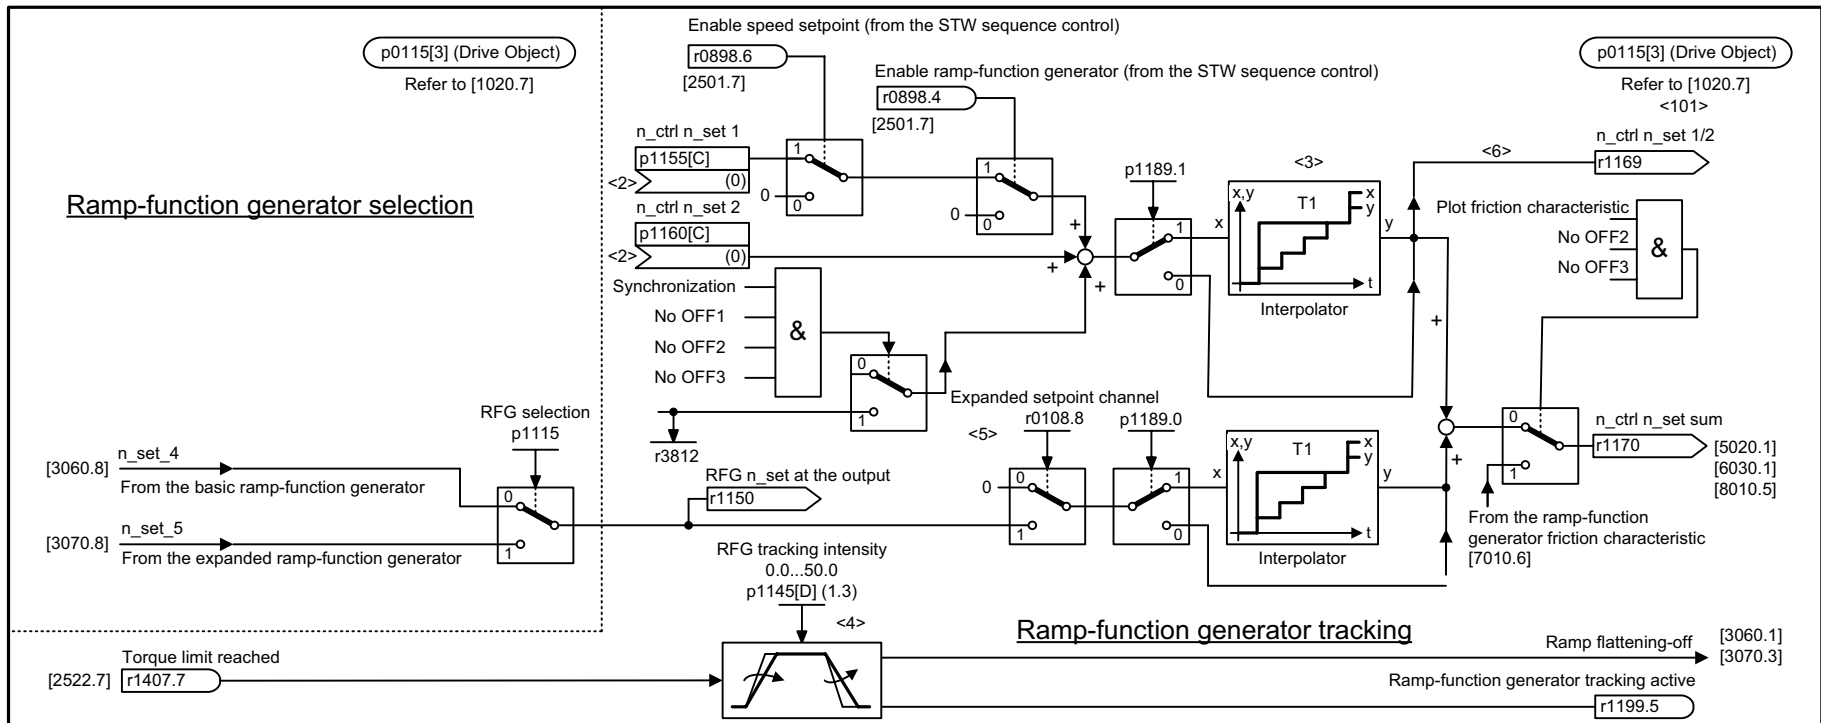 Enable speed setpoint (from the STW sequence control)
p0115[3] (Drive Object)
Refer to [1020.7]
r0898.6
[2501.7]
Enable ramp-function generator (from the STW sequence control)
r0898.4
[2501.7]
p0115[3] (Drive Object)
Refer to [1020.7]
<101>
n_ctrl n_set 1
p1155[C]
<2>
(0)
1
0
0
1
0
0
p1189.1
<3>
<6>
n_ctrl n_set 1/2
r1169
Ramp-function generator selection
n_ctrl n_set 2
p1160[C]
<2>
(0)
+
+
+
1
0
x
x,y
T1
x
y
t
y
Interpolator
Plot friction characteristic
No OFF2
No OFF3
&
Synchronization
No OFF1
No OFF2
No OFF3
&
0
1
r3812
+
Expanded setpoint channel
<5>
r0108.8
p1189.0
0
0
1
1
0
x
x,y
T1
x
y
t
y
Interpolator
+
0
1
n_ctrl n_set sum
r1170
[5020.1]
[6030.1]
[8010.5]
From the ramp-function
generator friction characteristic
[7010.6]
RFG selection
p1115
[3060.8]
n_set_4
From the basic ramp-function generator
0
1
[3070.8]
n_set_5
From the expanded ramp-function generator
RFG n_set at the output
r1150
RFG tracking intensity
0.0...50.0
p1145[D] (1.3)
<4>
Ramp-function generator tracking
Torque limit reached
[2522.7]
r1407.7
Ramp flattening-off
[3060.1]
[3070.3]
Ramp-function generator tracking active
r1199.5